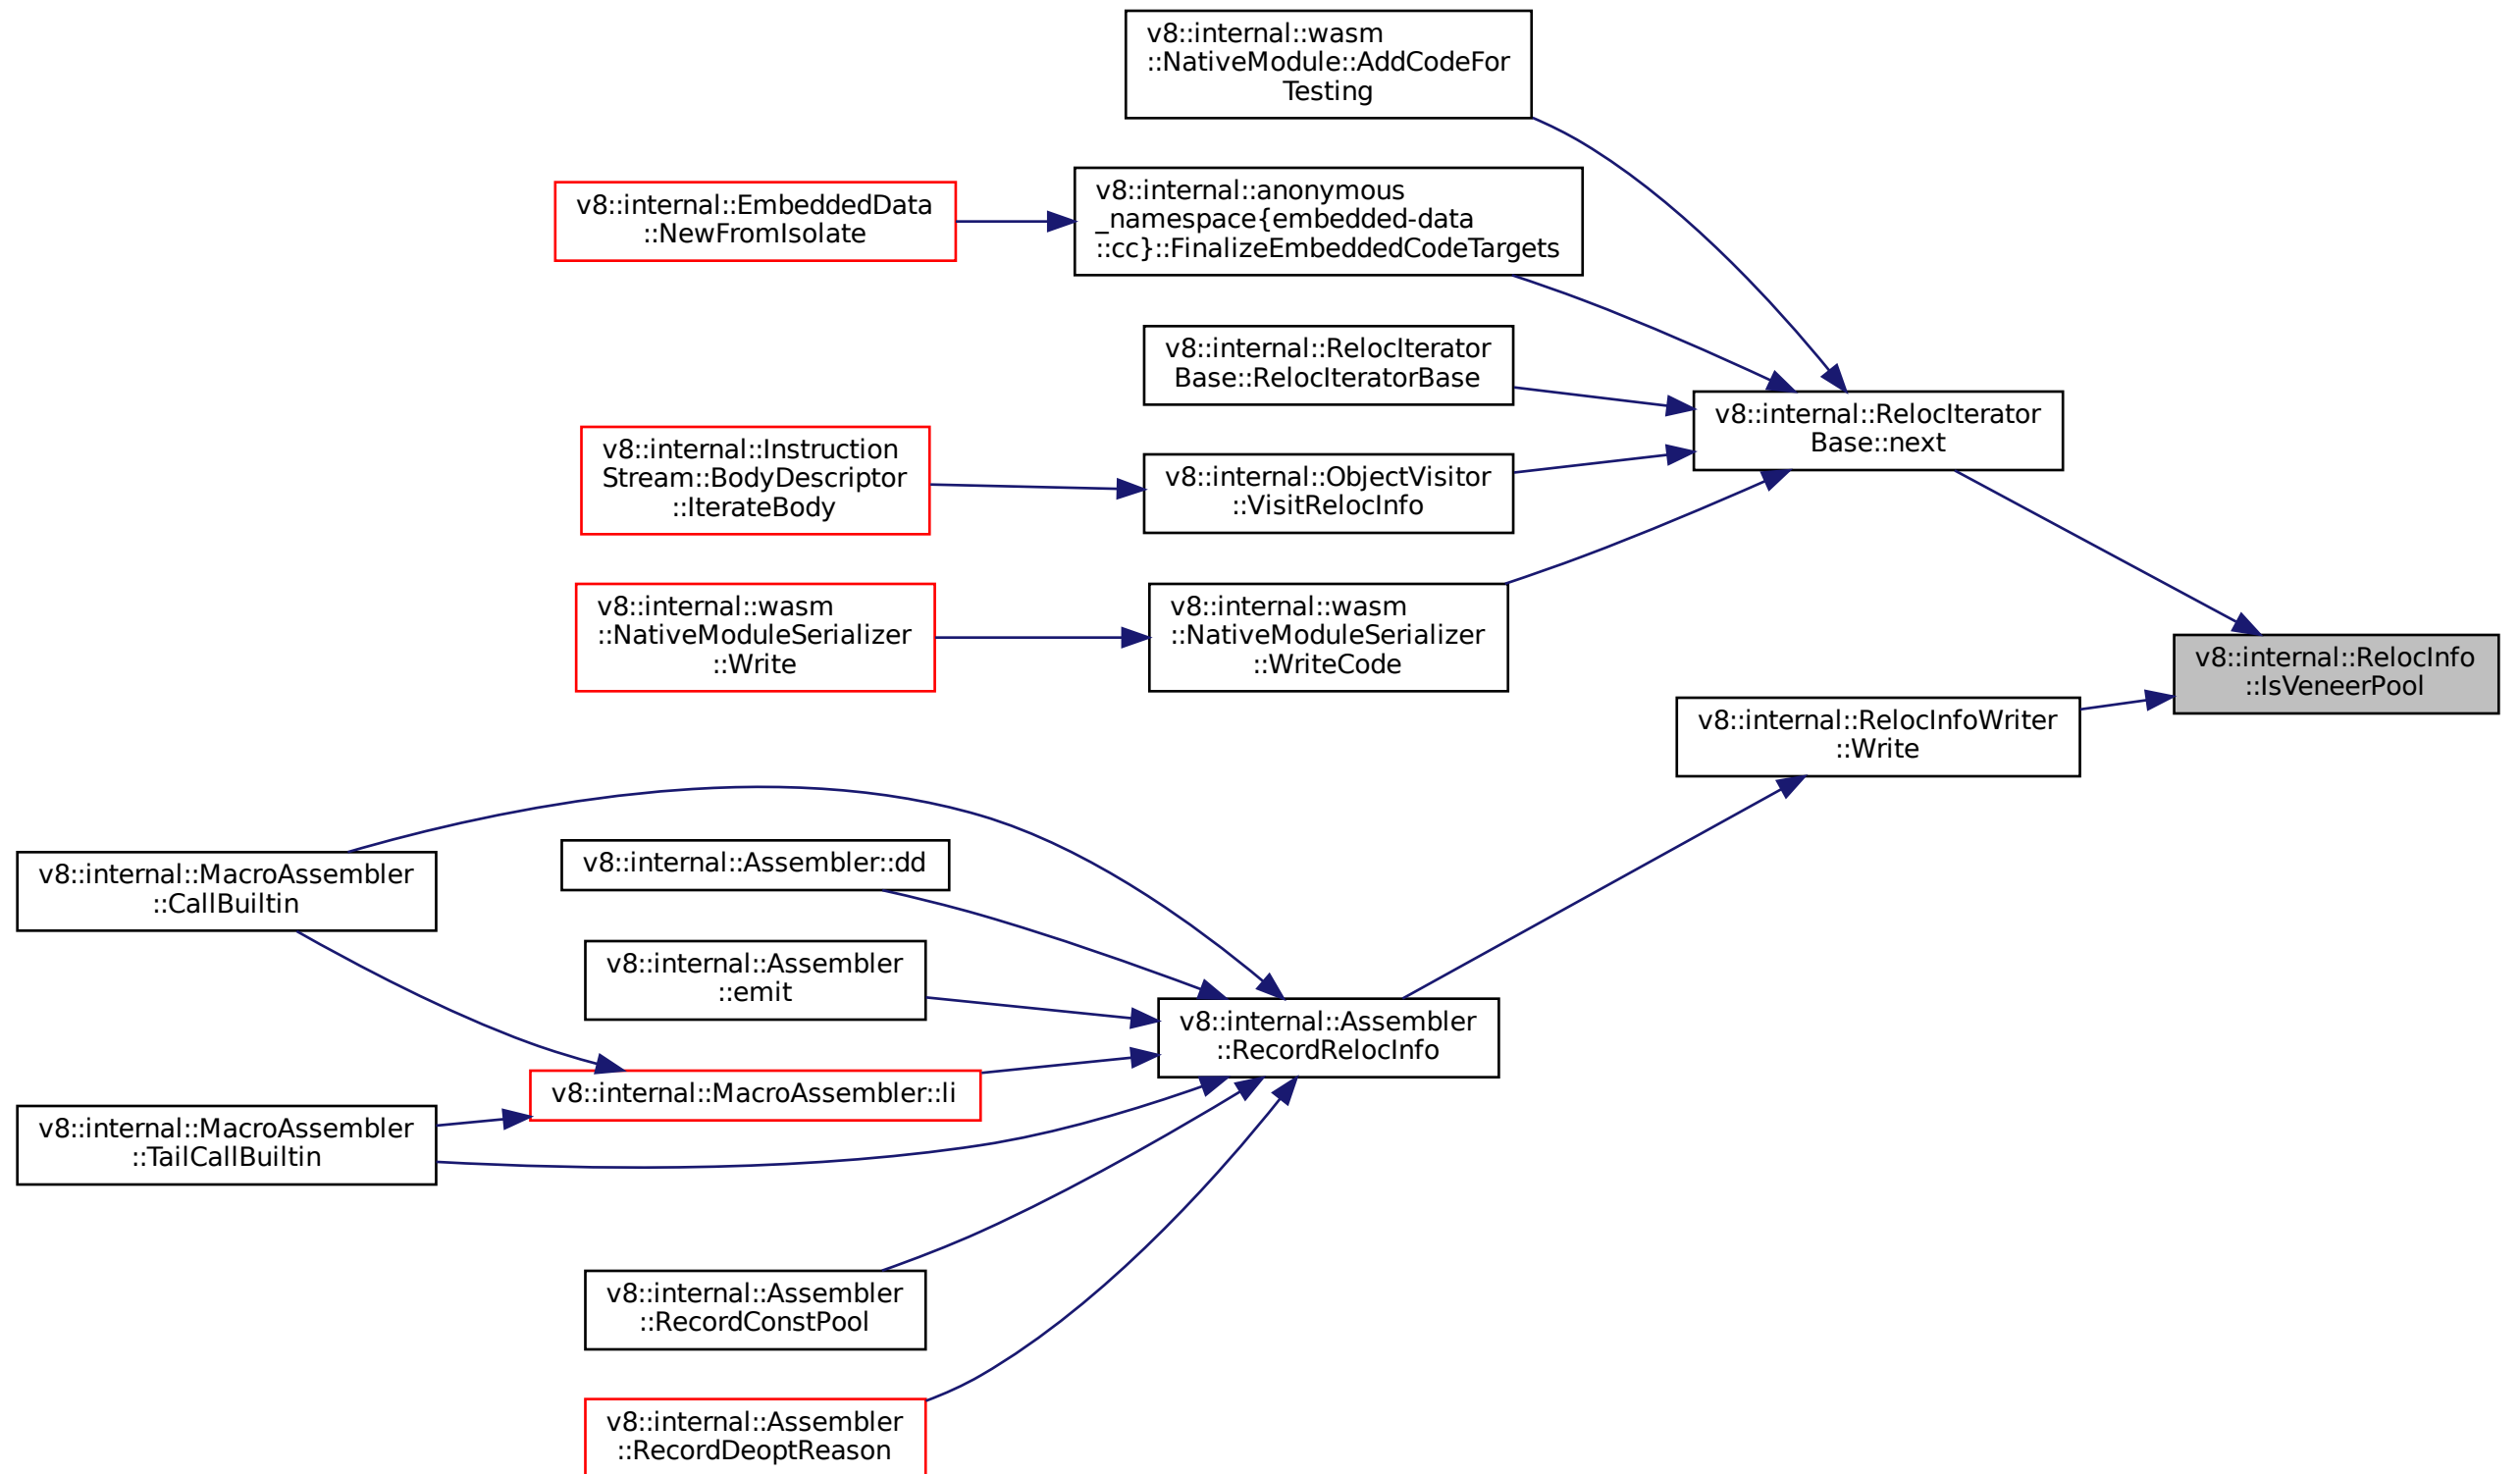 v8::internal::wasm
::NativeModule::AddCodeFor
Testing
v8::internal::EmbeddedData
::NewFromIsolate
v8::internal::anonymous
_namespace{embedded-data
::cc}::FinalizeEmbeddedCodeTargets
v8::internal::RelocIterator
Base::RelocIteratorBase
v8::internal::RelocIterator
Base::next
v8::internal::Instruction
Stream::BodyDescriptor
::IterateBody
v8::internal::ObjectVisitor
::VisitRelocInfo
v8::internal::wasm
::NativeModuleSerializer
::Write
v8::internal::wasm
::NativeModuleSerializer
::WriteCode
v8::internal::RelocInfo
::IsVeneerPool
v8::internal::RelocInfoWriter
::Write
v8::internal::MacroAssembler
::CallBuiltin
v8::internal::Assembler::dd
v8::internal::Assembler
::emit
v8::internal::Assembler
::RecordRelocInfo
v8::internal::MacroAssembler::li
v8::internal::MacroAssembler
::TailCallBuiltin
v8::internal::Assembler
::RecordConstPool
v8::internal::Assembler
::RecordDeoptReason